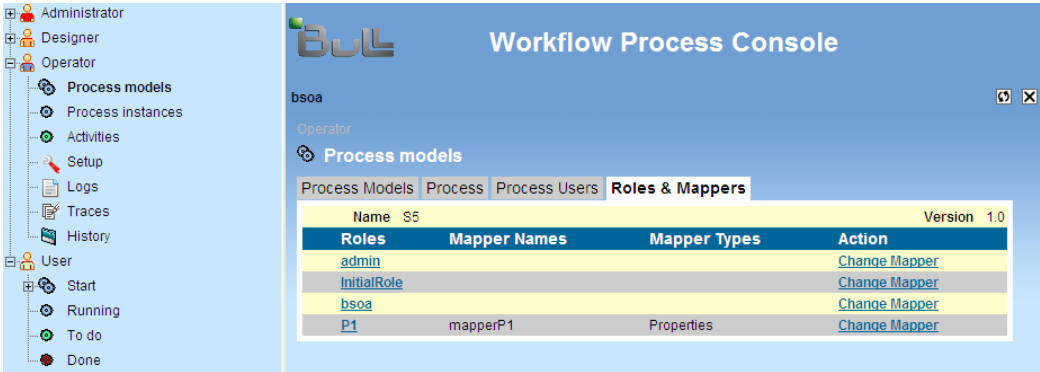 Administrator
Designer
Operator
Process models
Process instances
Activities
Setup
Logs
Traces
History
User
Start
Running
To do
Done
Bull
Workflow Process Console
bsoa
Operator
Process models
Process Models Process Process Users Roles & Mappers
Name S5 Version 1.0
Roles Mapper Names Mapper Types Action
admin Change Mapper
InitialRole Change Mapper
bsoa Change Mapper
P1 mapperP1 Properties Change Mapper